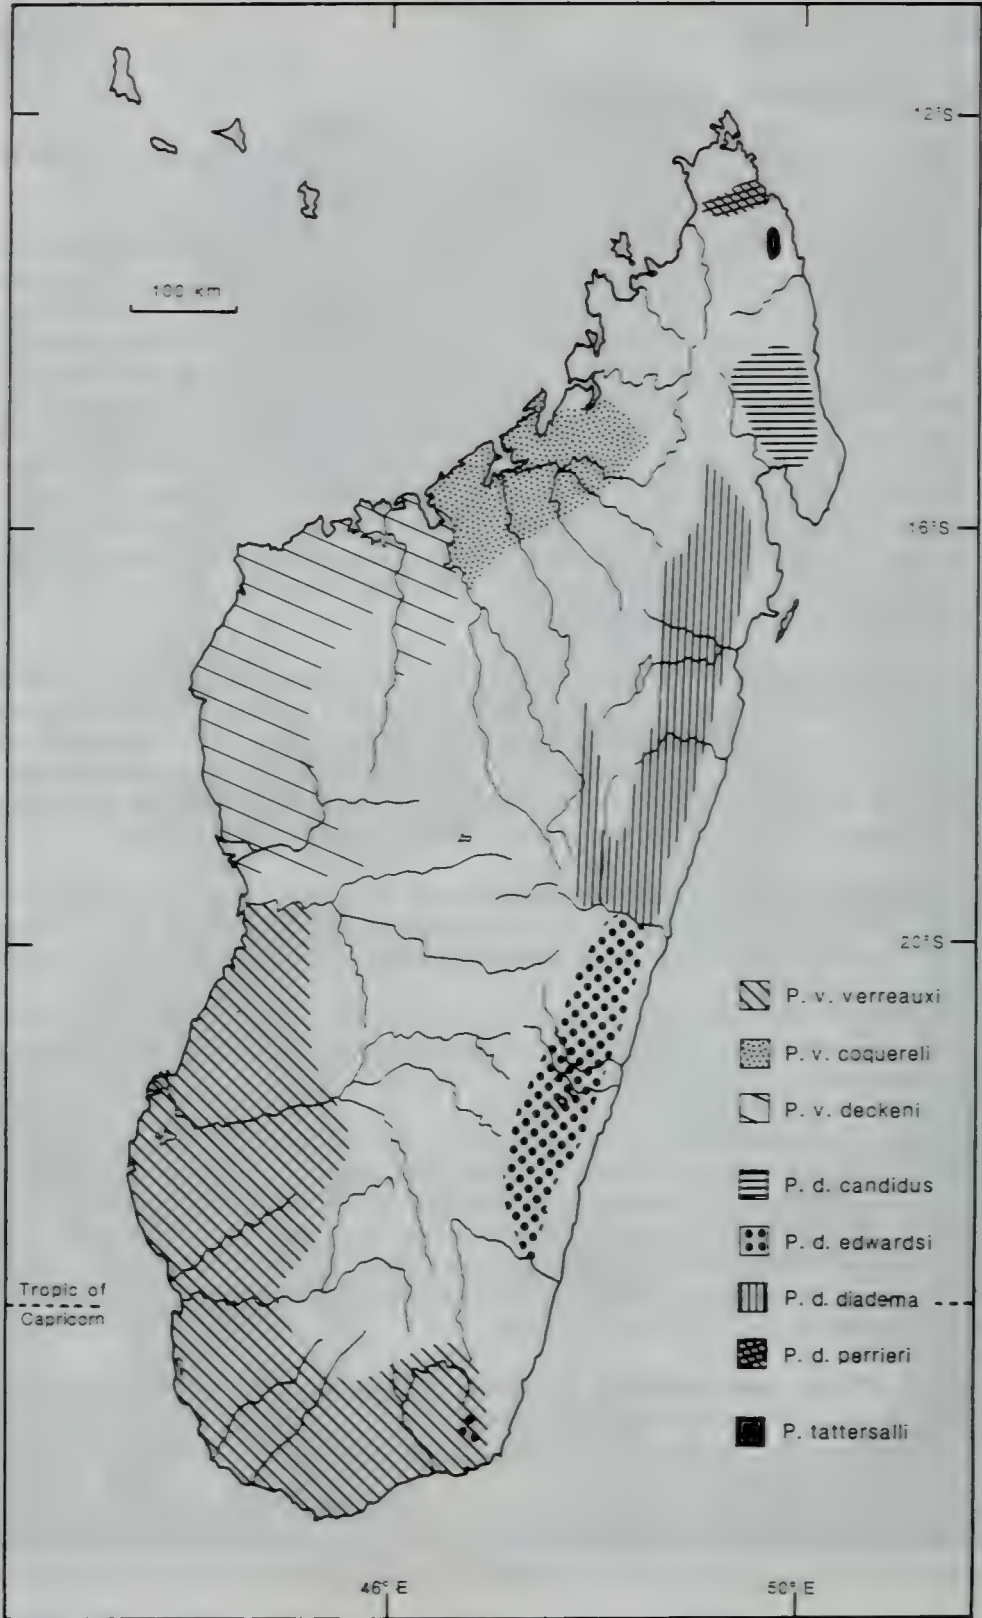 12°S
100 km
16°S
20°S
P. v. verreauxi
P. v. coquereli
P. v. deckeni
P. d. candidus
P. d. edwardsi
Tropic of
Capricorn
P. d. diadema
P. d. perrieri
P. tattersalli
46° E
50° E